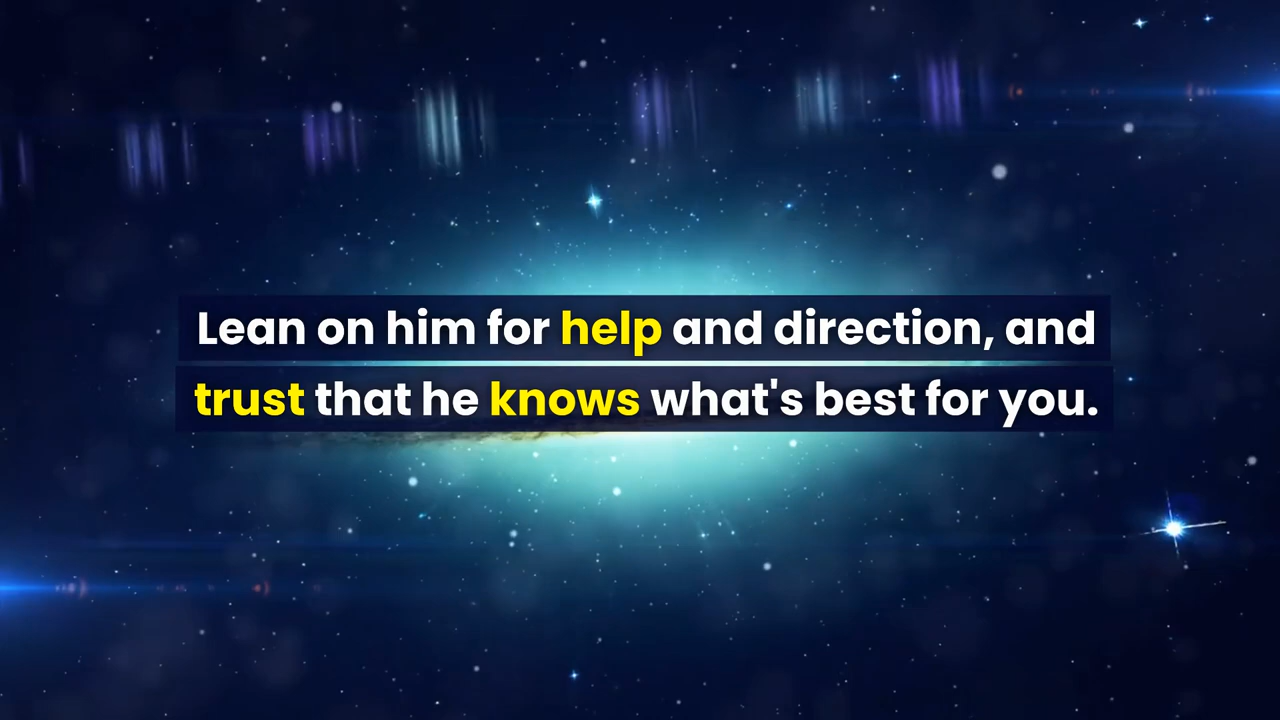 Lean on him for help and direction, and
trust that he knows what's best for you.